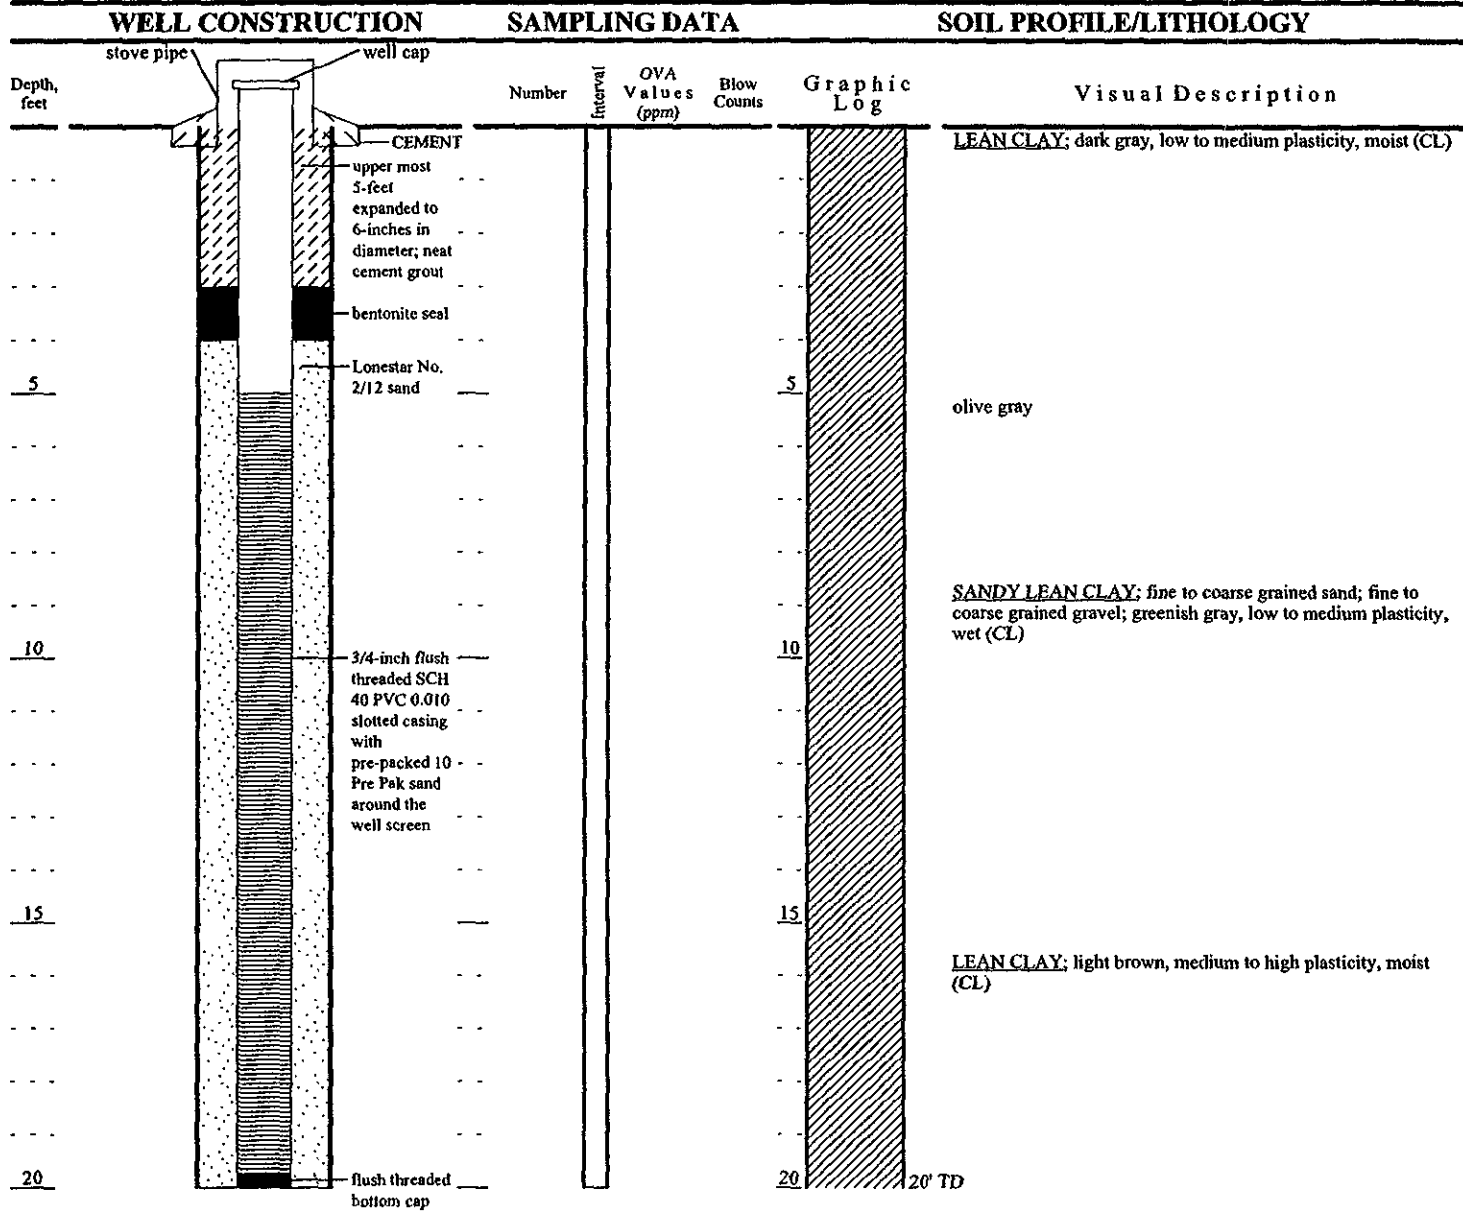 WELL CONSTRUCTION
SAMPLING DATA
SOIL PROFILE/LITHOLOGY
stove pipe
well cap
Depth,
feet
Number
Interval
OVA
Values
(ppm)
Blow
Counts
Graphic
Log
Visual Description
CEMENT
upper most
5-feet
expanded to
6-inches in
diameter; neat
cement grout
bentonite seal
Lonestar No.
2/12 sand
3/4-inch flush
threaded SCH
40 PVC 0.010
slotted casing
with
pre-packed 10
Pre Pak sand
around the
well screen
flush threaded
bottom cap
5
10
15
20
5
10
15
20
20' TD
LEAN CLAY; dark gray, low to medium plasticity, moist (CL)
olive gray
SANDY LEAN CLAY; fine to coarse grained sand; fine to
coarse grained gravel; greenish gray, low to medium plasticity,
wet (CL)
LEAN CLAY; light brown, medium to high plasticity, moist
(CL)